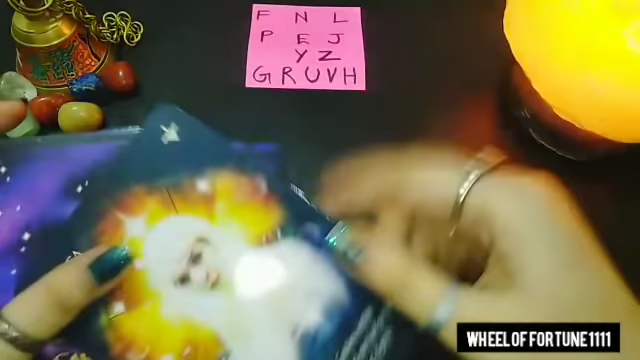 F N L
P E J
Y Z
G R U V H
WHEEL OF FORTUNE 1111